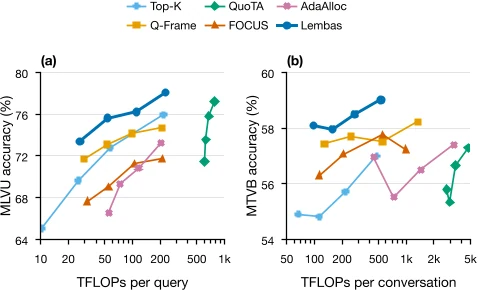 Top-K QuoTA AdaAlloc
Q-Frame FOCUS Lembas
(a) (b)
80 60
76
58
72
56
68
64 54
10 20 50 100 200 500 1k 50 100 200 500 1k 2k 5k
TFLOPs per query TFLOPs per conversation
MLVU accuracy (%)
MTVB accuracy (%)